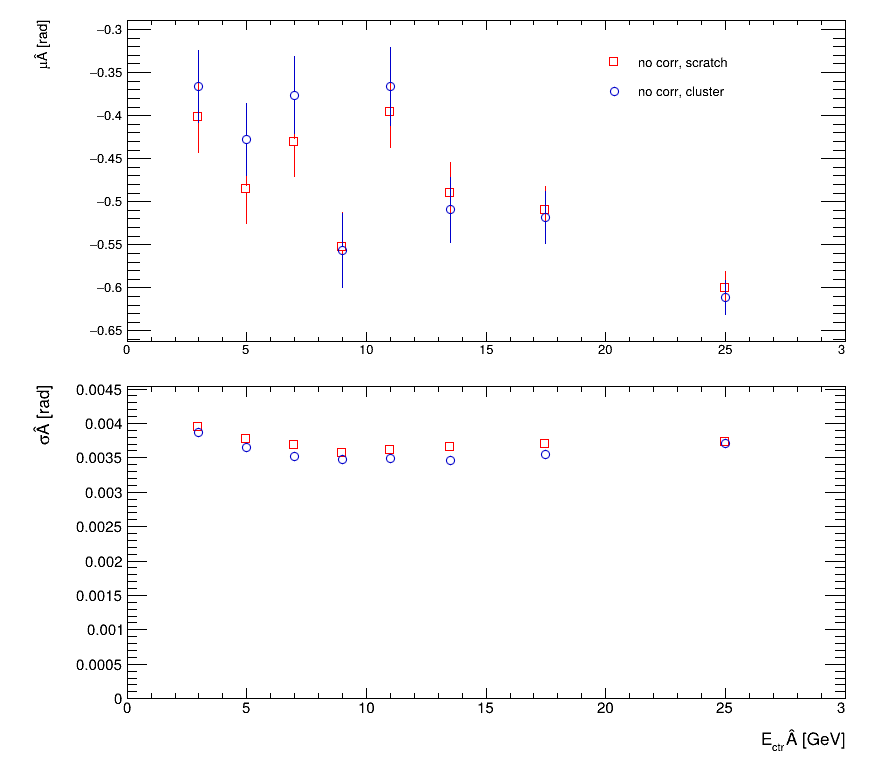 μÂ [rad]
−0.3
−0.35
−0.4
−0.45
−0.5
−0.55
−0.6
−0.65
no corr, scratch
no corr, cluster
0 5 10 15 20 25 3
σÂ [rad]
0.0045
0.004
0.0035
0.003
0.0025
0.002
0.0015
0.001
0.0005
0
0 5 10 15 20 25 3
E_ctr Â [GeV]